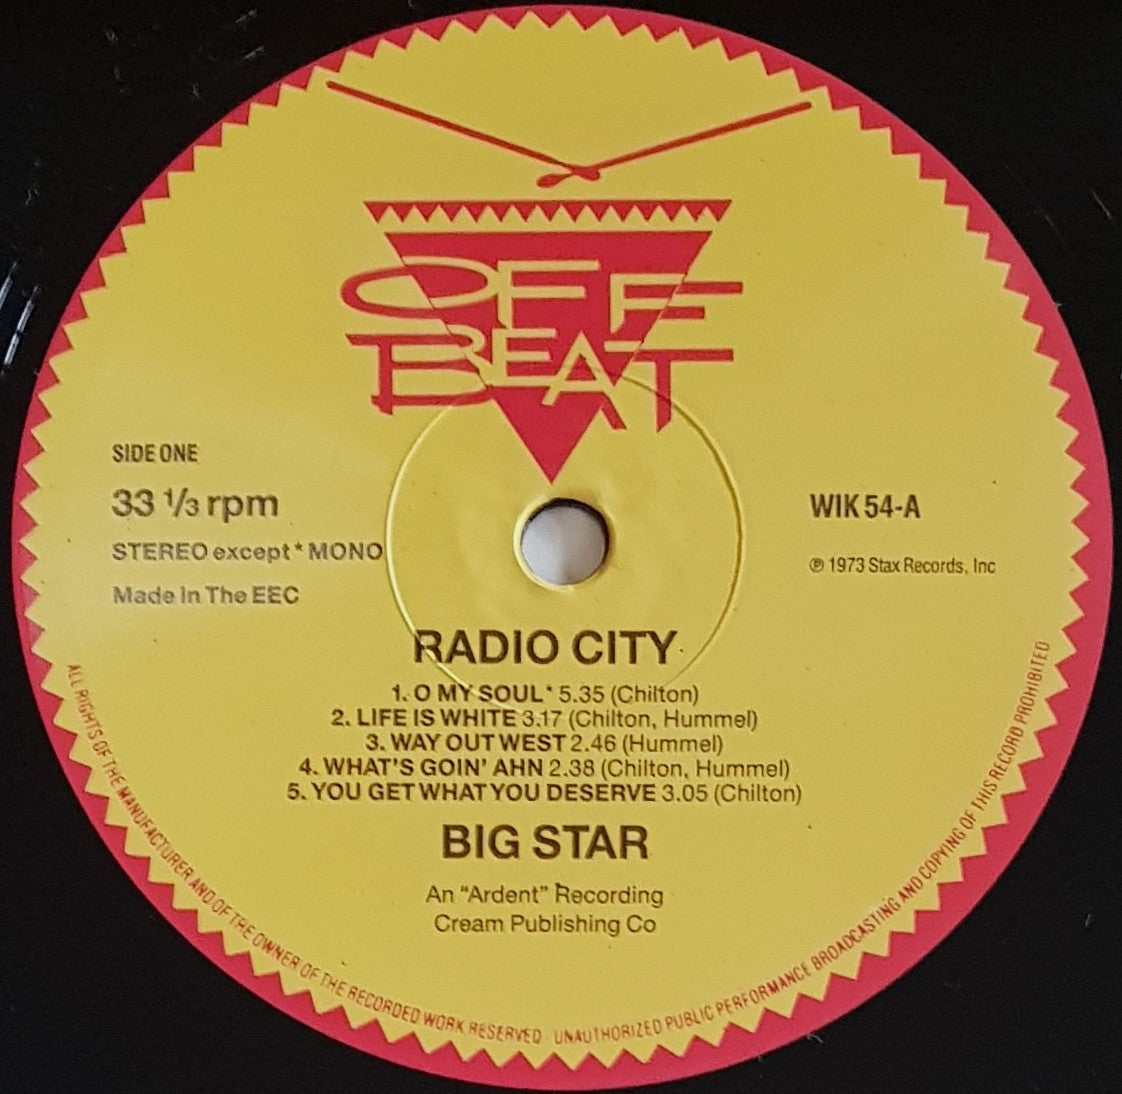 OFF
BEAT
SIDE ONE
33 ⅓ rpm
STEREO except * MONO
Made In The EEC
WIK 54-A
℗ 1973 Stax Records, Inc
RADIO CITY
1. O MY SOUL* 5.35 (Chilton)
2. LIFE IS WHITE 3.17 (Chilton, Hummel)
3. WAY OUT WEST 2.46 (Hummel)
4. WHAT'S GOIN' AHN 2.38 (Chilton, Hummel)
5. YOU GET WHAT YOU DESERVE 3.05 (Chilton)
BIG STAR
An "Ardent" Recording
Cream Publishing Co
ALL RIGHTS OF THE MANUFACTURER AND OF THE OWNER OF THE RECORDED WORK RESERVED · UNAUTHORIZED PUBLIC PERFORMANCE BROADCASTING AND COPYING OF THIS RECORD PROHIBITED